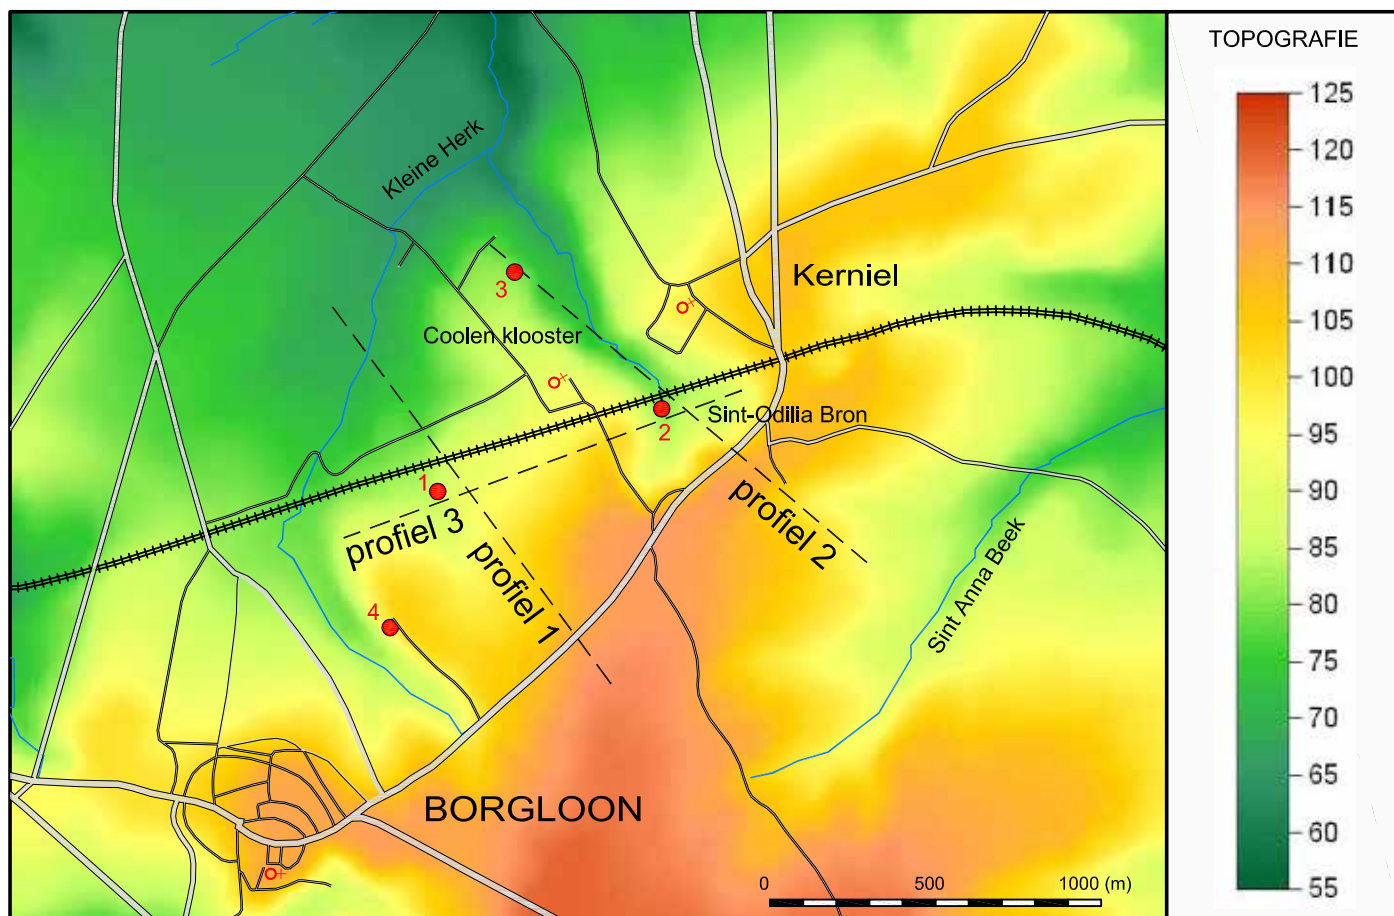 TOPOGRAFIE
125
120
115
110
105
100
95
90
85
80
75
70
65
60
55
Kleine Herk
Kerniel
3
Coolen klooster
Sint-Odilia Bron
2
1
profiel 3
profiel 2
profiel 1
Sint Anna Beek
4
BORGLOON
0 500 1000 (m)